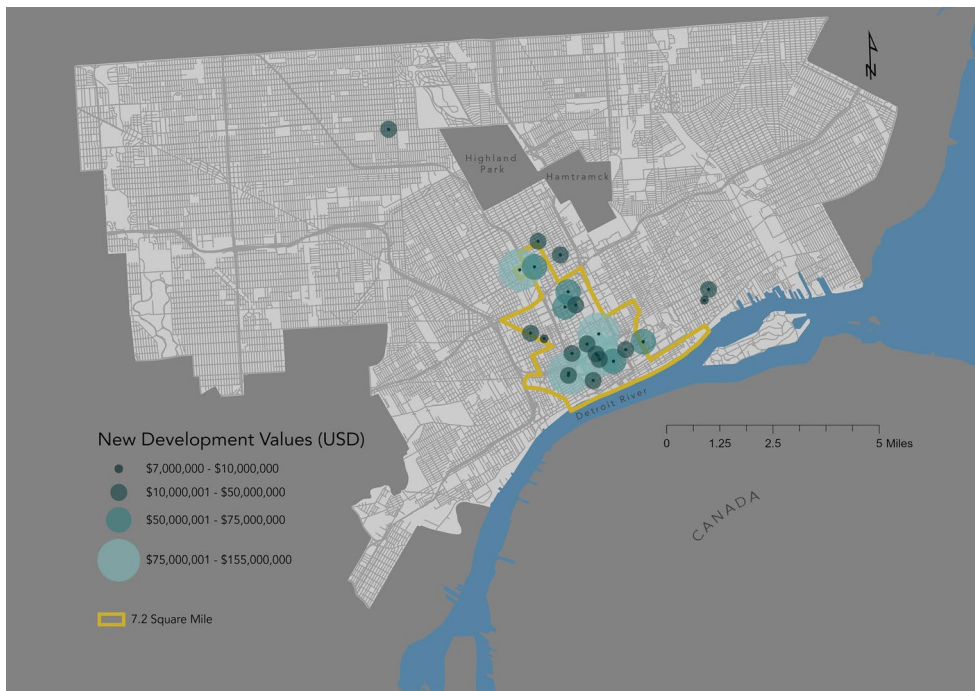 N
Highland
Park
Hamtramck
Detroit River
0 1.25 2.5 5 Miles
CANADA
New Development Values (USD)
$7,000,000 - $10,000,000
$10,000,001 - $50,000,000
$50,000,001 - $75,000,000
$75,000,001 - $155,000,000
7.2 Square Mile